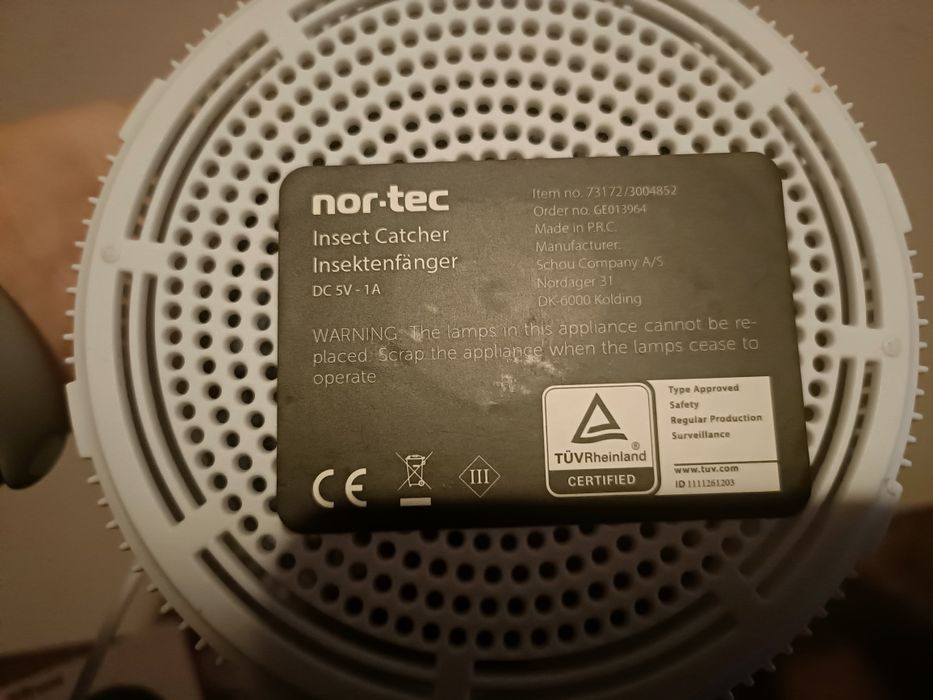 nor-tec
Insect Catcher
Insektenfänger
DC 5V - 1A
Item no. 73172/3004852
Order no. GE013964
Made in P.R.C.
Manufacturer:
Schou Company A/S
Nordager 31
DK-6000 Kolding
WARNING: The lamps in this appliance cannot be re-
placed. Scrap the appliance when the lamps cease to
operate.
CE
III
TÜVRheinland
®
CERTIFIED
Type Approved
Safety
Regular Production
Surveillance
www.tuv.com
ID 1111261203